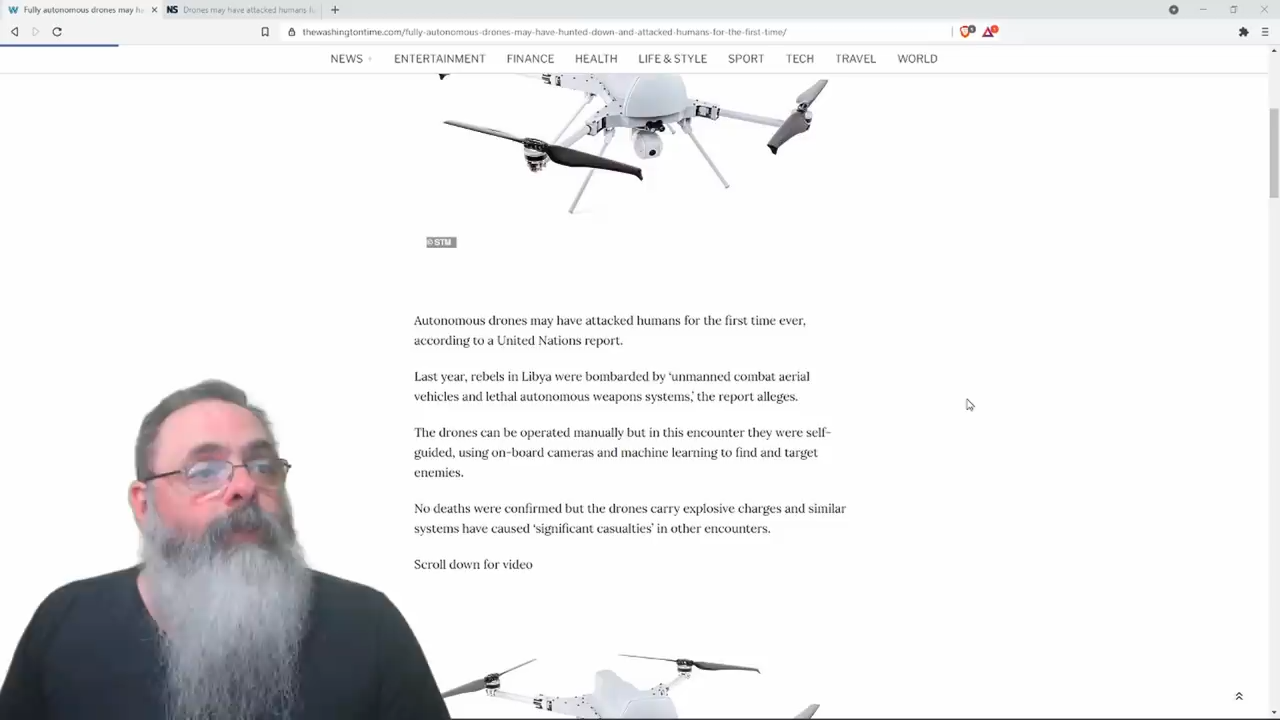 Fully autonomous drones may ha
NS Drones may have attacked humans f
thewashingtontime.com/fully-autonomous-drones-may-have-hunted-down-and-attacked-humans-for-the-first-time/
NEWS ENTERTAINMENT FINANCE HEALTH LIFE & STYLE SPORT TECH TRAVEL WORLD
© STM
Autonomous drones may have attacked humans for the first time ever,
according to a United Nations report.
Last year, rebels in Libya were bombarded by ‘unmanned combat aerial
vehicles and lethal autonomous weapons systems,’ the report alleges.
The drones can be operated manually but in this encounter they were self-
guided, using on-board cameras and machine learning to find and target
enemies.
No deaths were confirmed but the drones carry explosive charges and similar
systems have caused ‘significant casualties’ in other encounters.
Scroll down for video